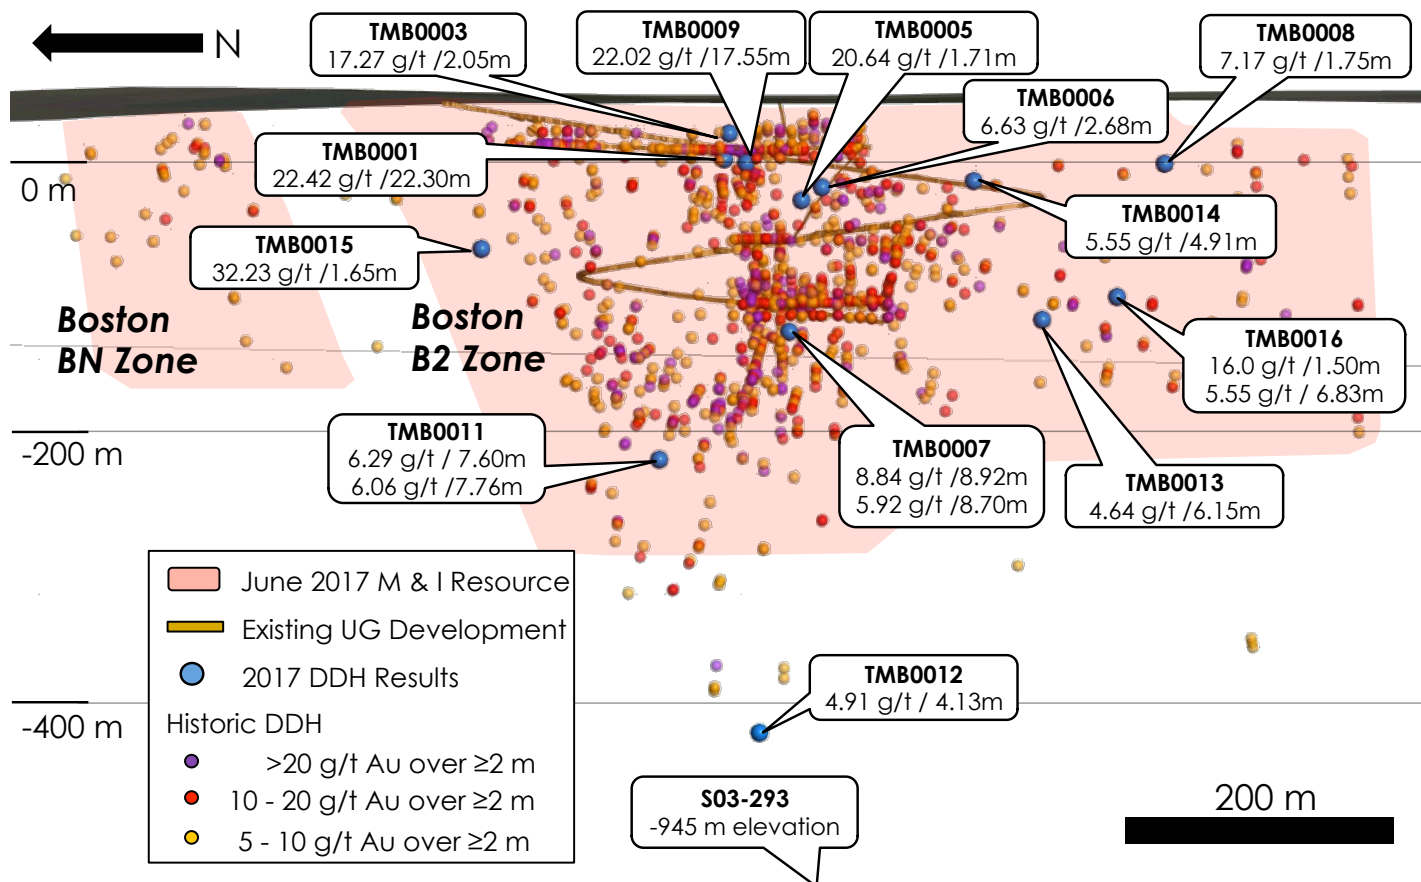 N
TMB0003
17.27 g/t /2.05m
TMB0009
22.02 g/t /17.55m
TMB0005
20.64 g/t /1.71m
TMB0008
7.17 g/t /1.75m
TMB0006
6.63 g/t /2.68m
TMB0001
22.42 g/t /22.30m
0 m
TMB0014
5.55 g/t /4.91m
TMB0015
32.23 g/t /1.65m
Boston
BN Zone
Boston
B2 Zone
TMB0016
16.0 g/t /1.50m
5.55 g/t / 6.83m
TMB0011
6.29 g/t / 7.60m
6.06 g/t /7.76m
TMB0007
8.84 g/t /8.92m
5.92 g/t /8.70m
-200 m
TMB0013
4.64 g/t /6.15m
June 2017 M & I Resource
Existing UG Development
2017 DDH Results
Historic DDH
>20 g/t Au over ≥2 m
10 - 20 g/t Au over ≥2 m
5 - 10 g/t Au over ≥2 m
TMB0012
4.91 g/t / 4.13m
-400 m
S03-293
-945 m elevation
200 m